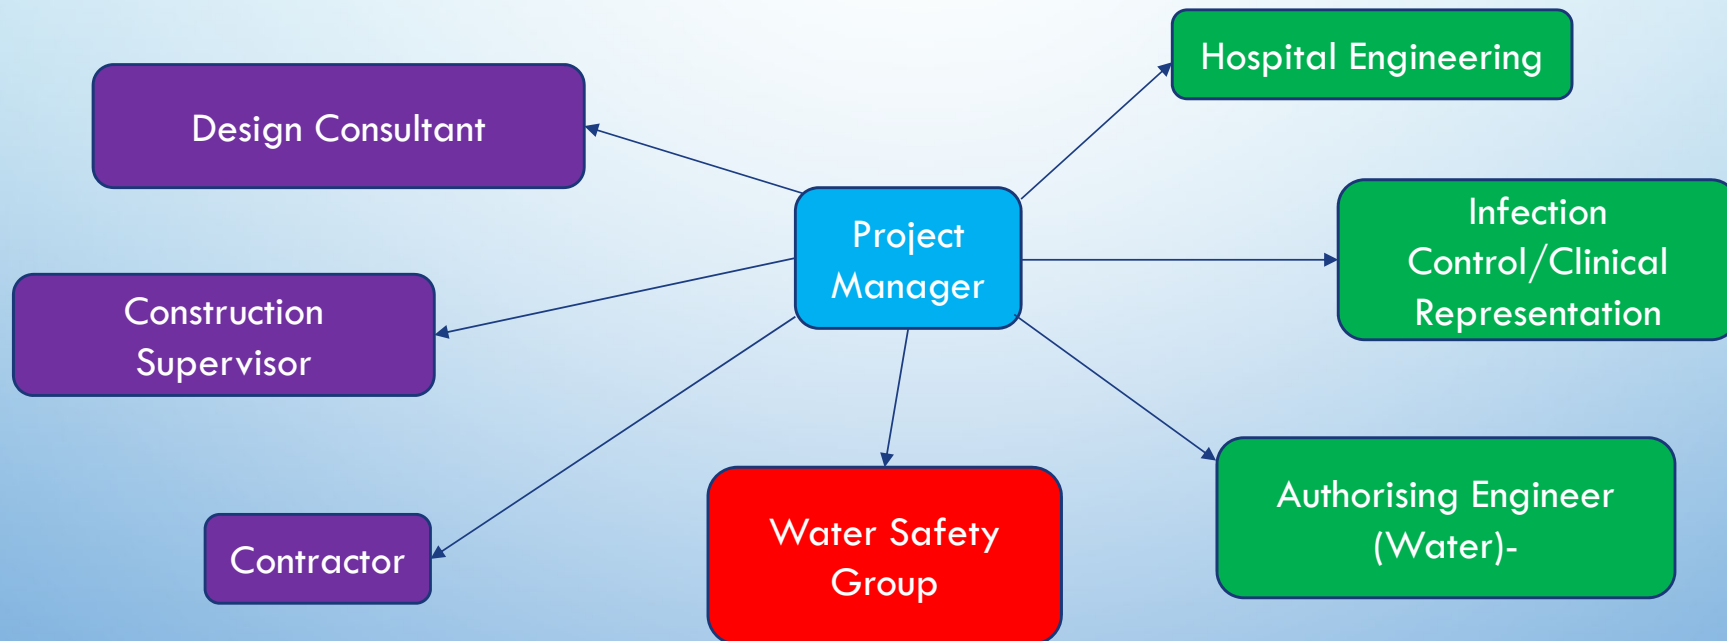 Hospital Engineering
Design Consultant
Project
Manager
Infection
Control/Clinical
Representation
Construction
Supervisor
Authorising Engineer
(Water)-
Water Safety
Group
Contractor